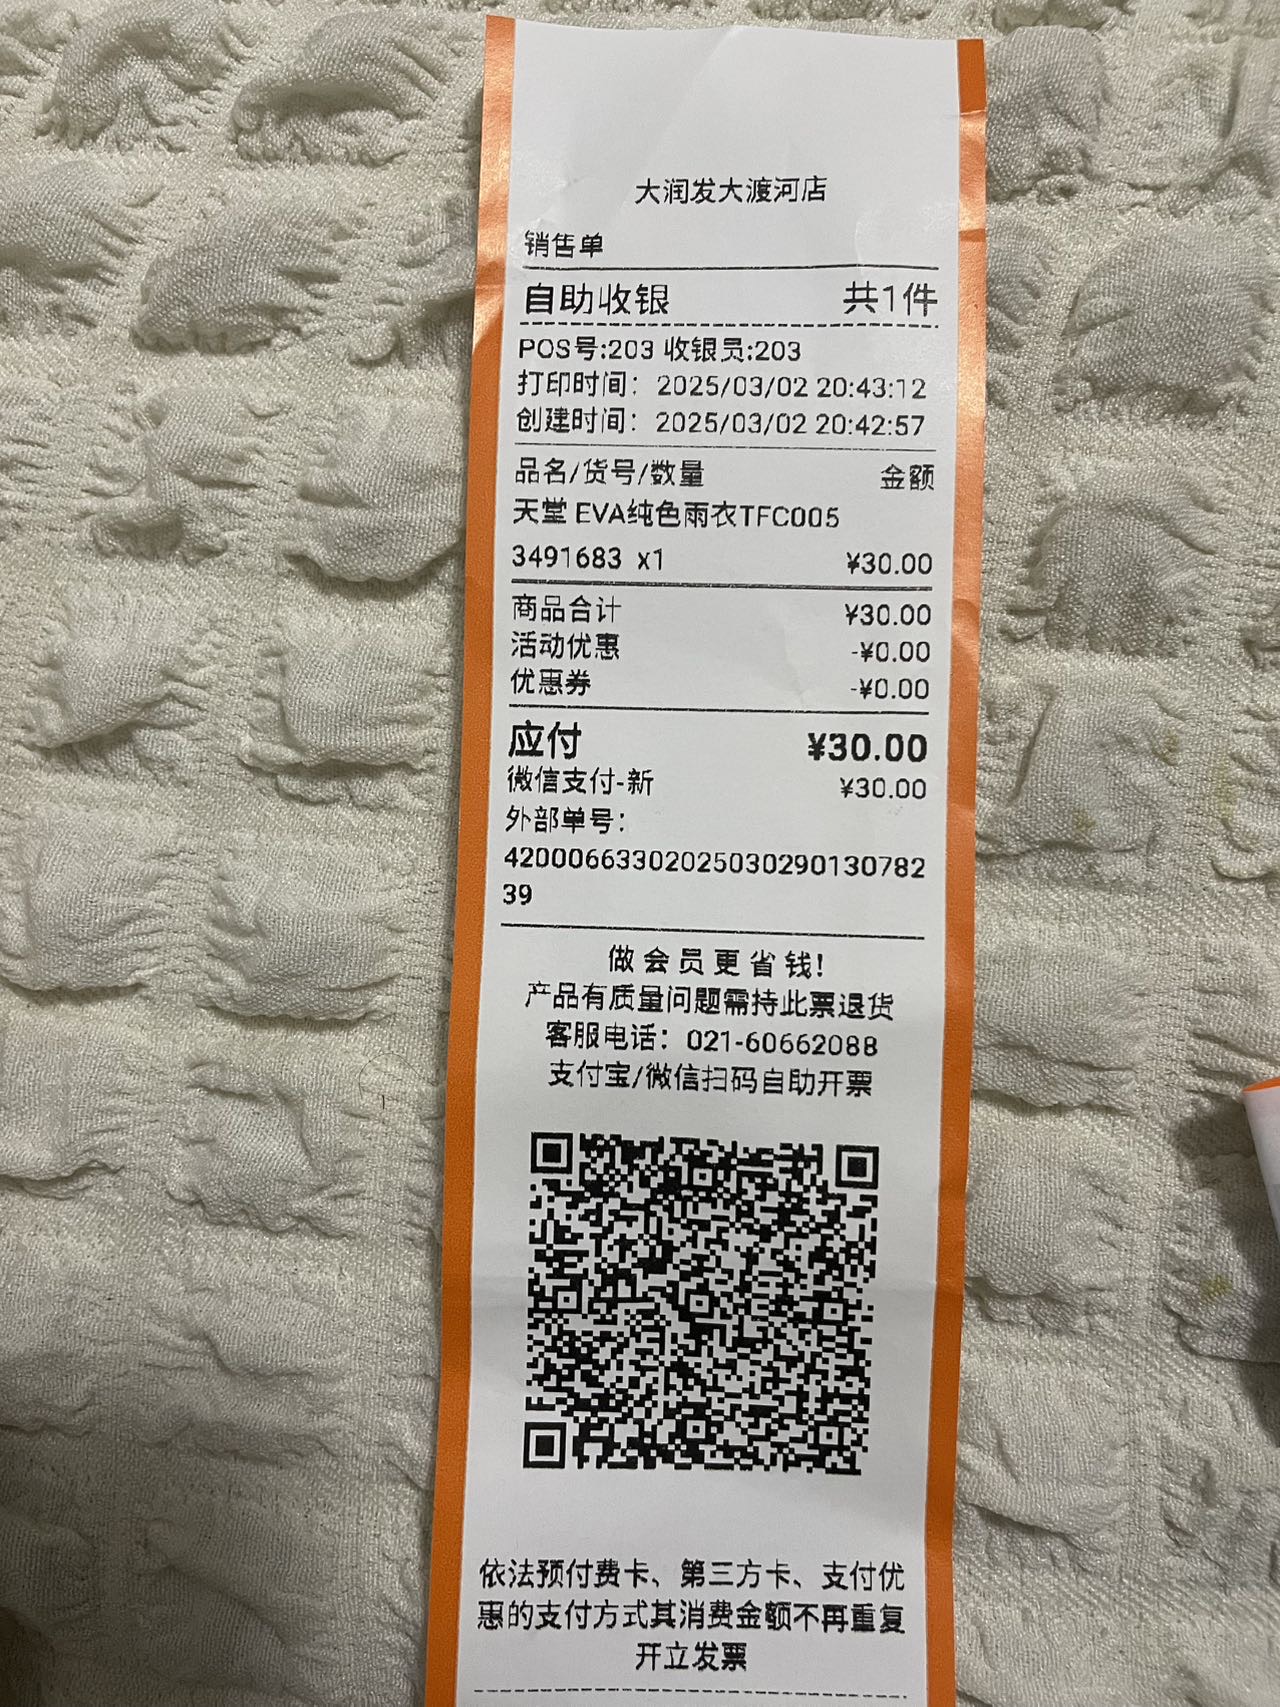 大润发大渡河店
销售单
自助收银 共1件
POS号:203 收银员:203
打印时间: 2025/03/02 20:43:12
创建时间: 2025/03/02 20:42:57
品名/货号/数量 金额
天堂 EVA纯色雨衣TFC005
3491683 x1 ¥30.00
商品合计 ¥30.00
活动优惠 -¥0.00
优惠券 -¥0.00
应付 ¥30.00
微信支付-新 ¥30.00
外部单号:
42000663302025030290130782
39
做会员更省钱!
产品有质量问题需持此票退货
客服电话: 021-60662088
支付宝/微信扫码自助开票
依法预付费卡、第三方卡、支付优
惠的支付方式其消费金额不再重复
开立发票